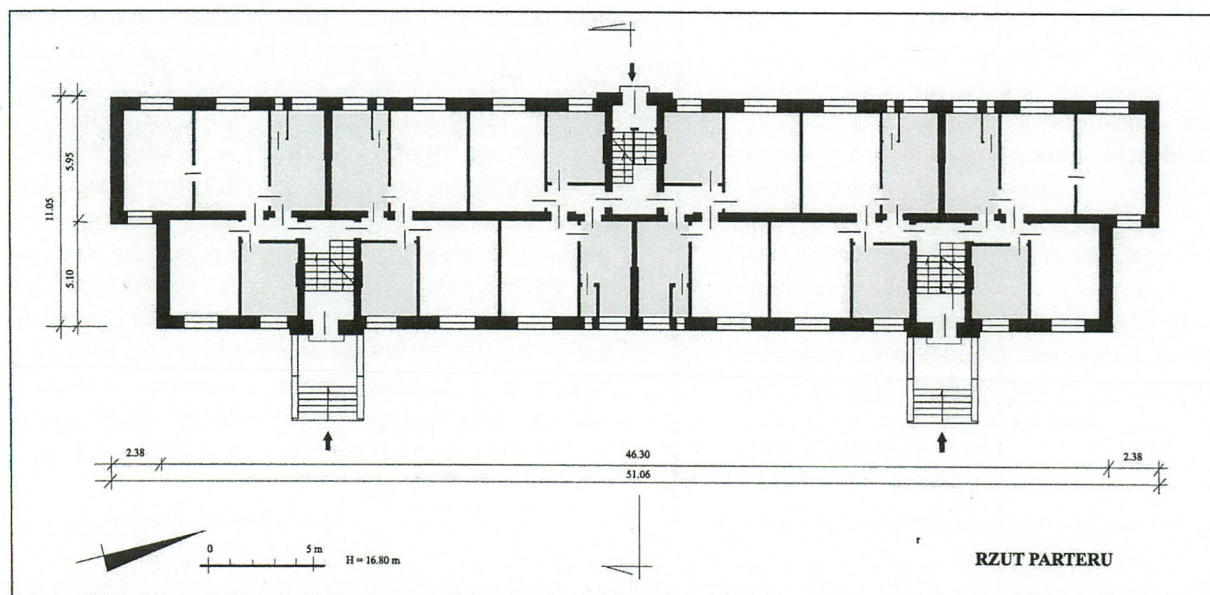 5.95
11.05
5.10
2.38 46.30 2.38
51.06
0 5 m
H = 16.80 m
r
RZUT PARTERU